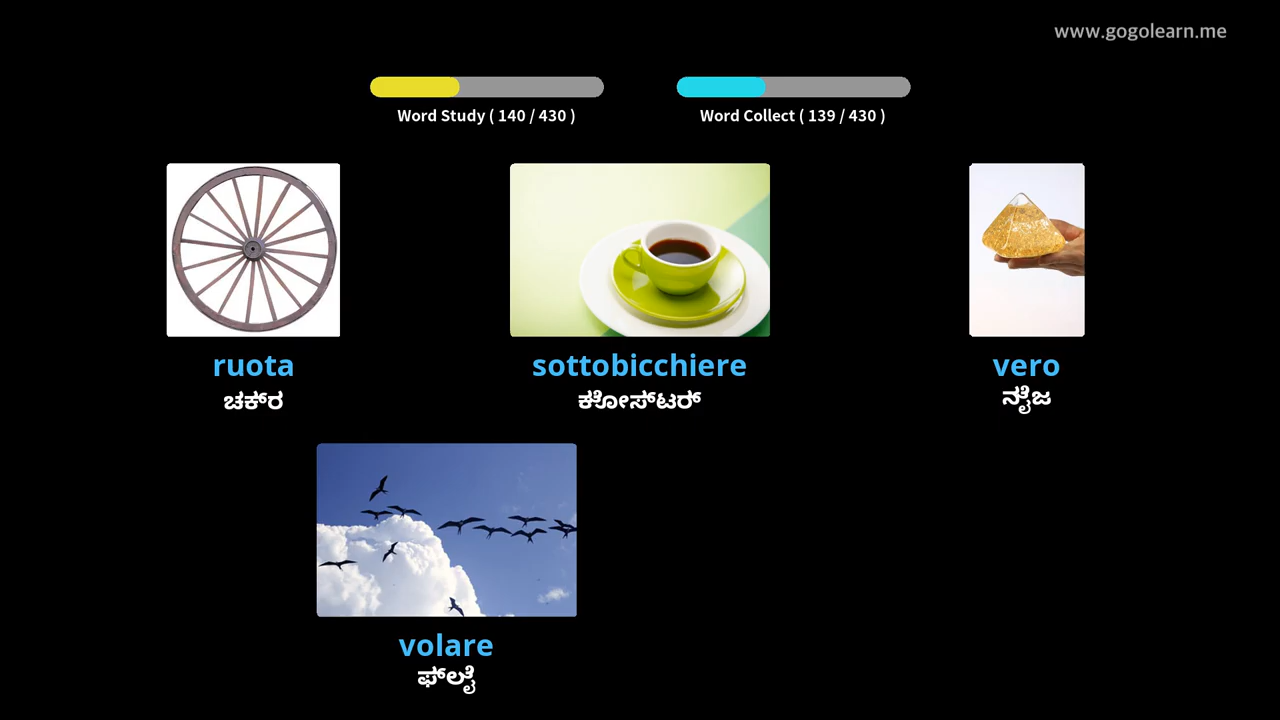 www.gogolearn.me
Word Study ( 140 / 430 )
Word Collect ( 139 / 430 )
ruota
ಚಕ್‌ರ
sottobicchiere
ಕೋಸ್‌ಟರ್
vero
ನೈಜ
volare
ಫ್‌ಲೈ